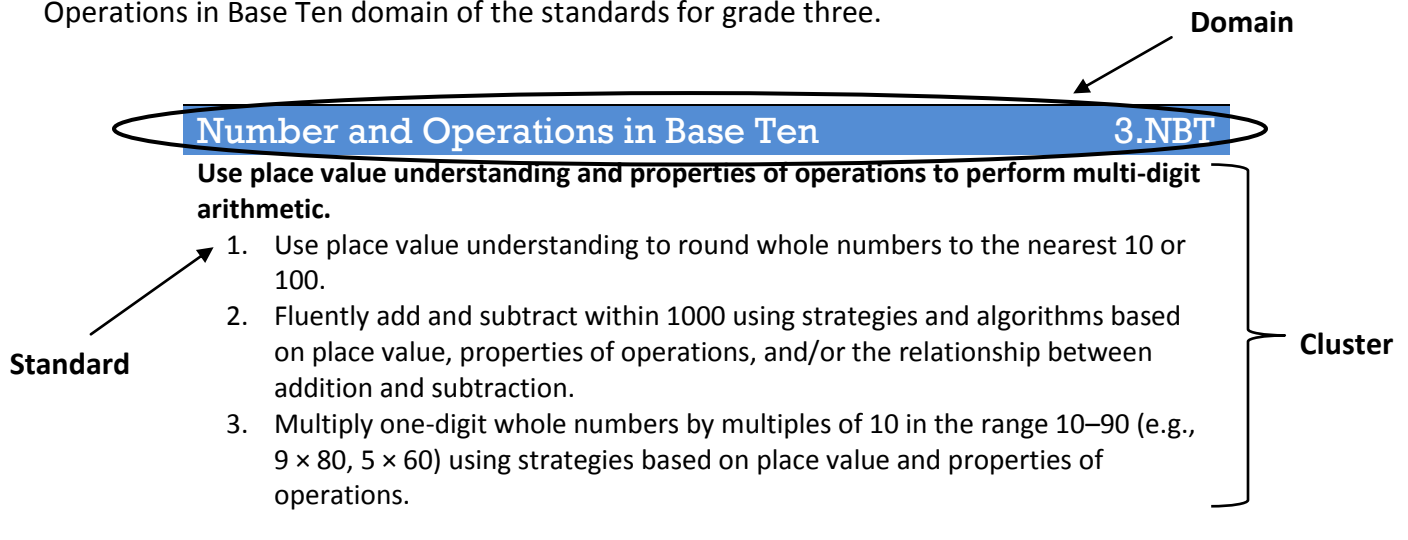 Operations in Base Ten domain of the standards for grade three.
Domain
Number and Operations in Base Ten 3.NBT
Use place value understanding and properties of operations to perform multi-digit
arithmetic.
1. Use place value understanding to round whole numbers to the nearest 10 or
100.
2. Fluently add and subtract within 1000 using strategies and algorithms based
on place value, properties of operations, and/or the relationship between
addition and subtraction.
3. Multiply one-digit whole numbers by multiples of 10 in the range 10–90 (e.g.,
9 × 80, 5 × 60) using strategies based on place value and properties of
operations.
Standard
Cluster